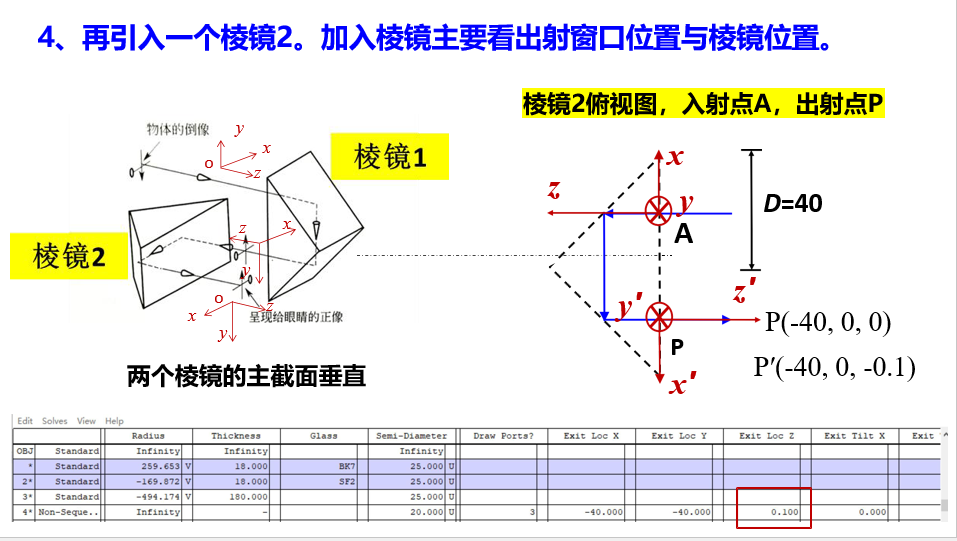 4、再引入一个棱镜2。加入棱镜主要看出射窗口位置与棱镜位置。
棱镜2俯视图，入射点A，出射点P
物体的倒像
y
x
o
z
棱镜1
棱镜2
z
x
y
o
z
x
y
呈现给眼睛的正像
两个棱镜的主截面垂直
x
z
y
A
D=40
z′
y′
P
x′
P(-40, 0, 0)
P′(-40, 0, -0.1)
Edit Solves View Help
Radius Thickness Glass Semi-Diameter Draw Ports? Exit Loc X Exit Loc Y Exit Loc Z Exit Tilt X Exit
OBJ Standard Infinity Infinity Infinity
* Standard 259.653 V 18.000 BK7 25.000 U
2* Standard -169.872 V 18.000 SF2 25.000 U
3* Standard -494.174 V 180.000 25.000 U
4* Non-Seque.. Infinity - 20.000 U 3 -40.000 -40.000 0.100 0.000